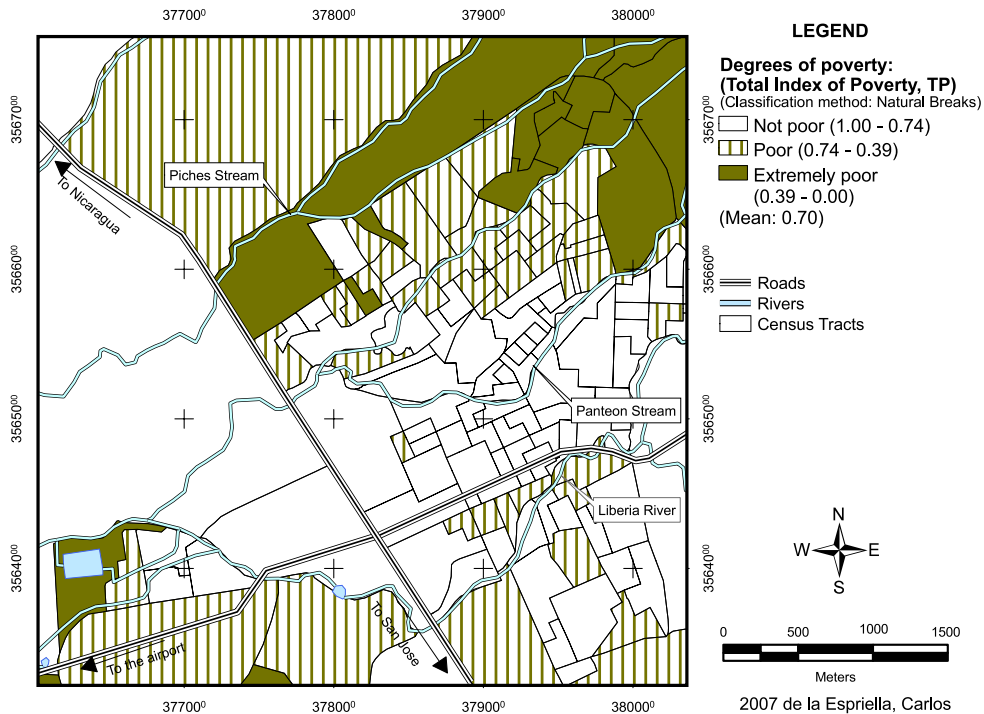 37700⁰ 37800⁰ 37900⁰ 38000⁰
35670⁰⁰ 35660⁰⁰ 35650⁰⁰ 35640⁰⁰
To Nicaragua
Piches Stream
Panteon Stream
Liberia River
To the airport
To San Jose
35670⁰⁰ 35660⁰⁰ 35650⁰⁰ 35640⁰⁰
37700⁰ 37800⁰ 37900⁰ 38000⁰
LEGEND
Degrees of poverty:
(Total Index of Poverty, TP)
(Classification method: Natural Breaks)
Not poor (1.00 - 0.74)
Poor (0.74 - 0.39)
Extremely poor
(0.39 - 0.00)
(Mean: 0.70)
Roads
Rivers
Census Tracts
N
W E
S
0 500 1000 1500
Meters
2007 de la Espriella, Carlos